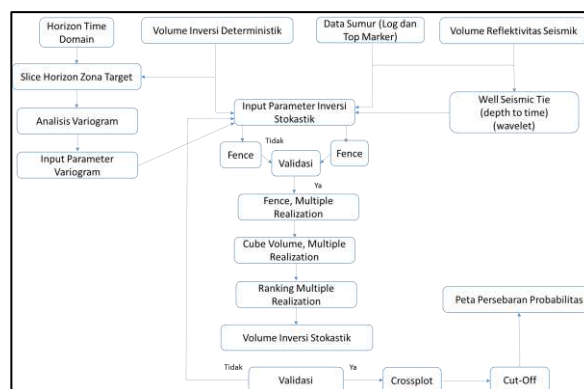 Horizon Time
Domain
Volume Inversi Deterministik
Data Sumur (Log dan
Top Marker)
Volume Reflektivitas Seismik
Slice Horizon Zona Target
Analisis Variogram
Input Parameter
Variogram
Input Parameter Inversi
Stokastik
Well Seismic Tie
(depth to time)
(wavelet)
Fence
Tidak
Validasi
Fence
Ya
Fence, Multiple
Realization
Cube Volume, Multiple
Realization
Ranking Multiple
Realization
Volume Inversi Stokastik
Peta Persebaran Probabilitas
Tidak
Validasi
Ya
Crossplot
Cut-Off